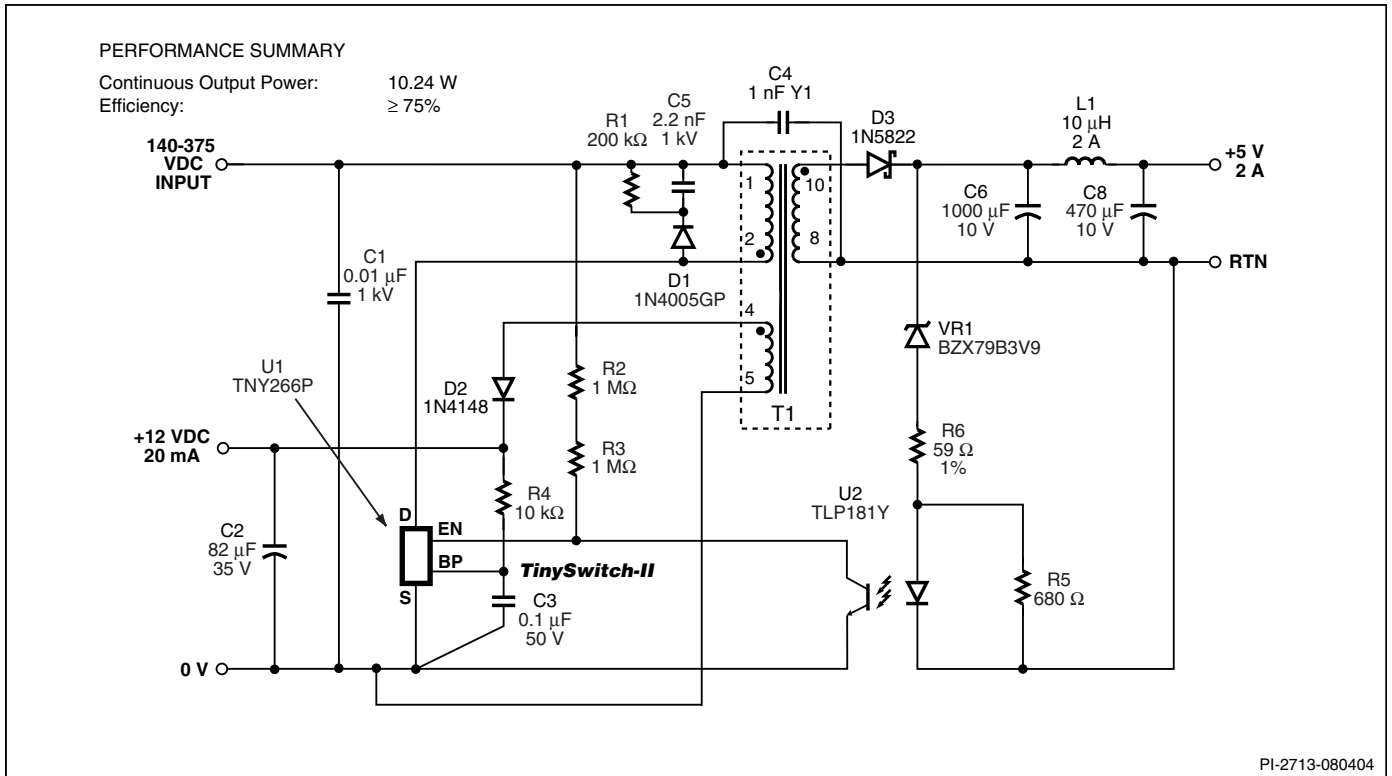 PERFORMANCE SUMMARY
Continuous Output Power: 10.24 W
Efficiency: ≥ 75%
C4
1 nF Y1
C5
2.2 nF
1 kV
R1
200 kΩ
D3
1N5822
L1
10 µH
2 A
140-375
VDC
INPUT
+5 V
2 A
1
10
2
8
C6
1000 µF
10 V
C8
470 µF
10 V
RTN
C1
0.01 µF
1 kV
D1
1N4005GP
4
5
T1
VR1
BZX79B3V9
U1
TNY266P
D2
1N4148
R2
1 MΩ
R3
1 MΩ
R6
59 Ω
1%
+12 VDC
20 mA
R4
10 kΩ
U2
TLP181Y
D
EN
BP
S
TinySwitch-II
C2
82 µF
35 V
C3
0.1 µF
50 V
R5
680 Ω
0 V
PI-2713-080404